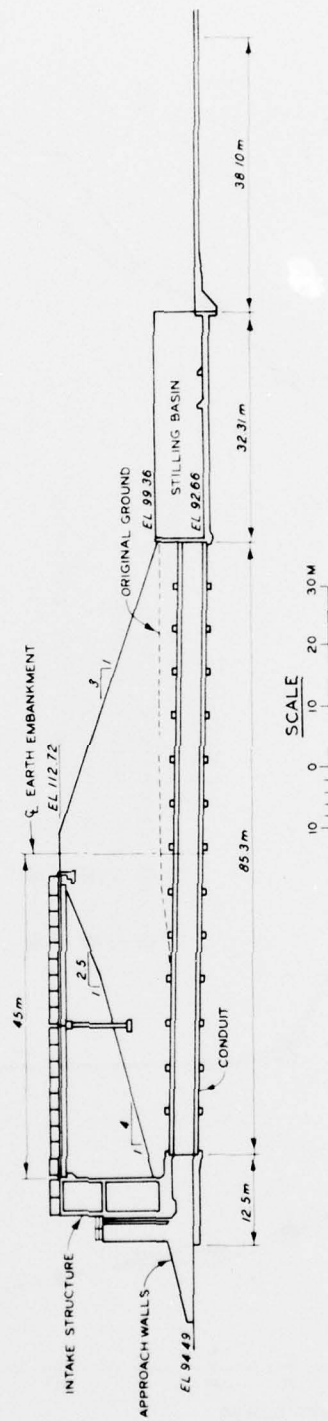 INTAKE STRUCTURE
APPROACH WALLS
EL 94 49
12 5m
45m
4
1
2 5
1
℄ EARTH EMBANKMENT
EL 112 72
3
1
ORIGINAL GROUND
CONDUIT
85 3m
EL 99 36
STILLING BASIN
EL 92 66
32 31m
38 10m
SCALE
10 0 10 20 30 M